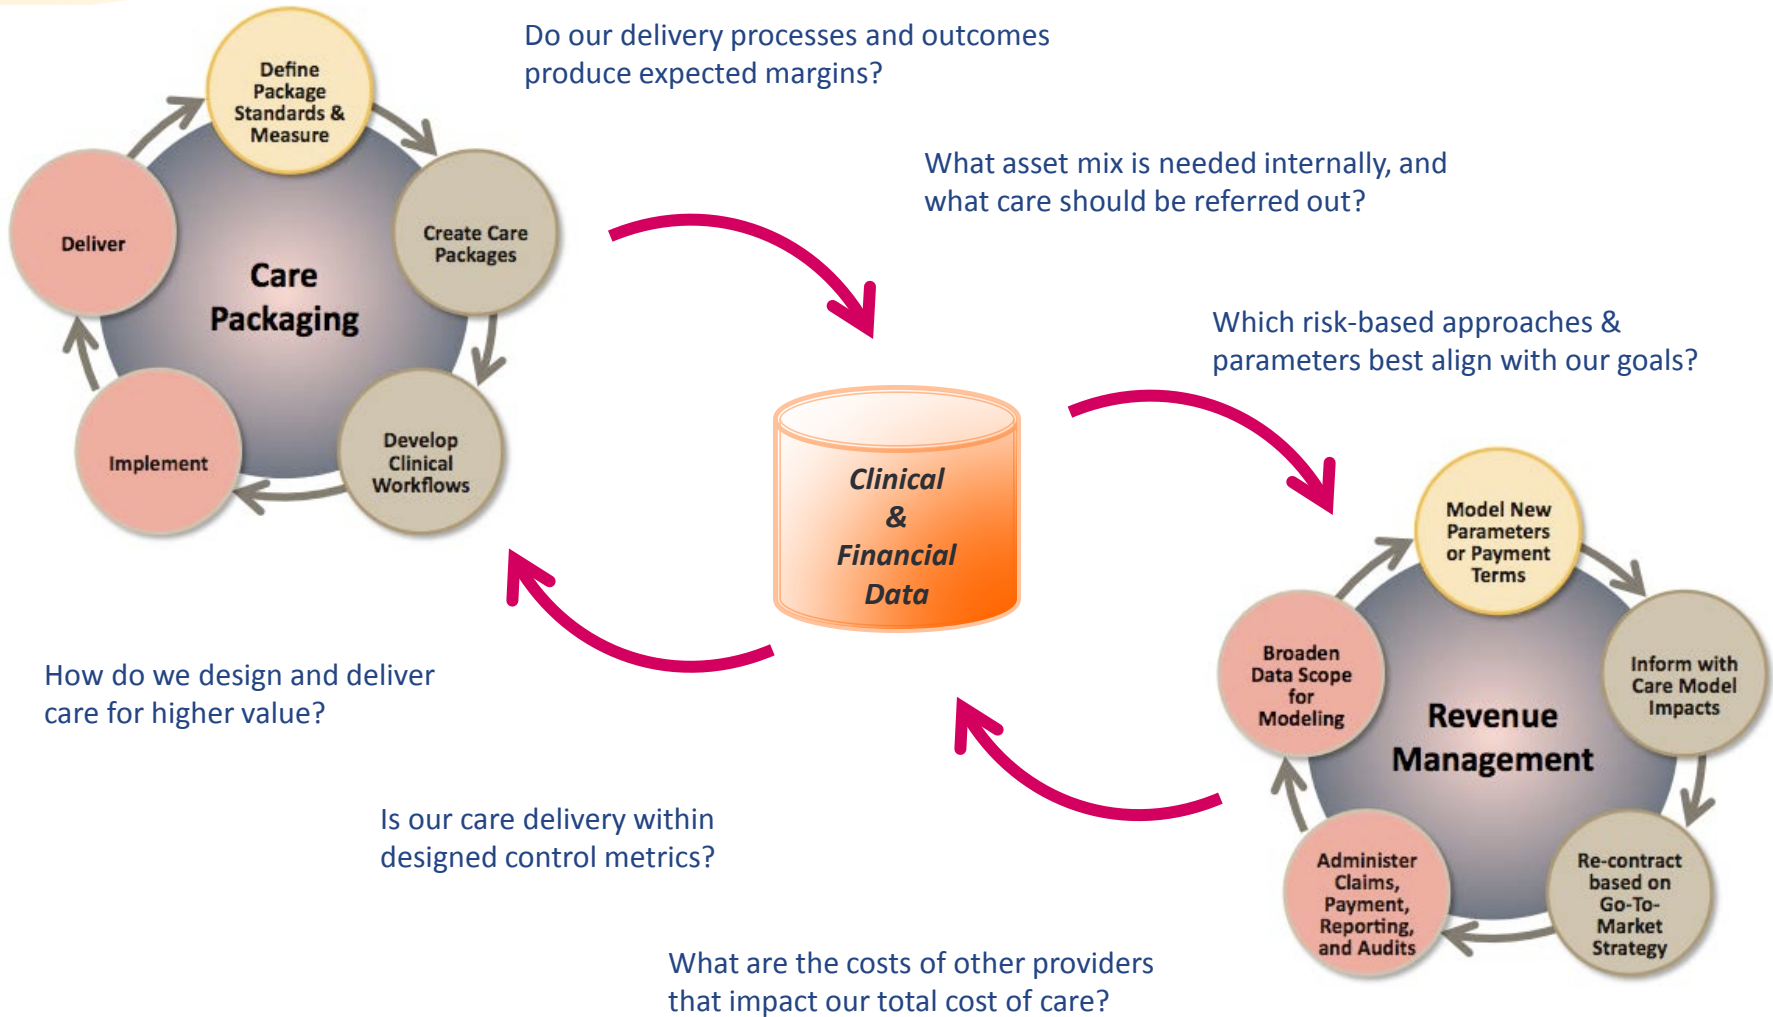 Do our delivery processes and outcomes
produce expected margins?
What asset mix is needed internally, and
what care should be referred out?
Which risk-based approaches &
parameters best align with our goals?
Define
Package
Standards &
Measure
Create Care
Packages
Develop
Clinical
Workflows
Implement
Deliver
Care
Packaging
Clinical
&
Financial
Data
Model New
Parameters
or Payment
Terms
Inform with
Care Model
Impacts
Re-contract
based on
Go-To-
Market
Strategy
Administer
Claims,
Payment,
Reporting,
and Audits
Broaden
Data Scope
for
Modeling
Revenue
Management
How do we design and deliver
care for higher value?
Is our care delivery within
designed control metrics?
What are the costs of other providers
that impact our total cost of care?